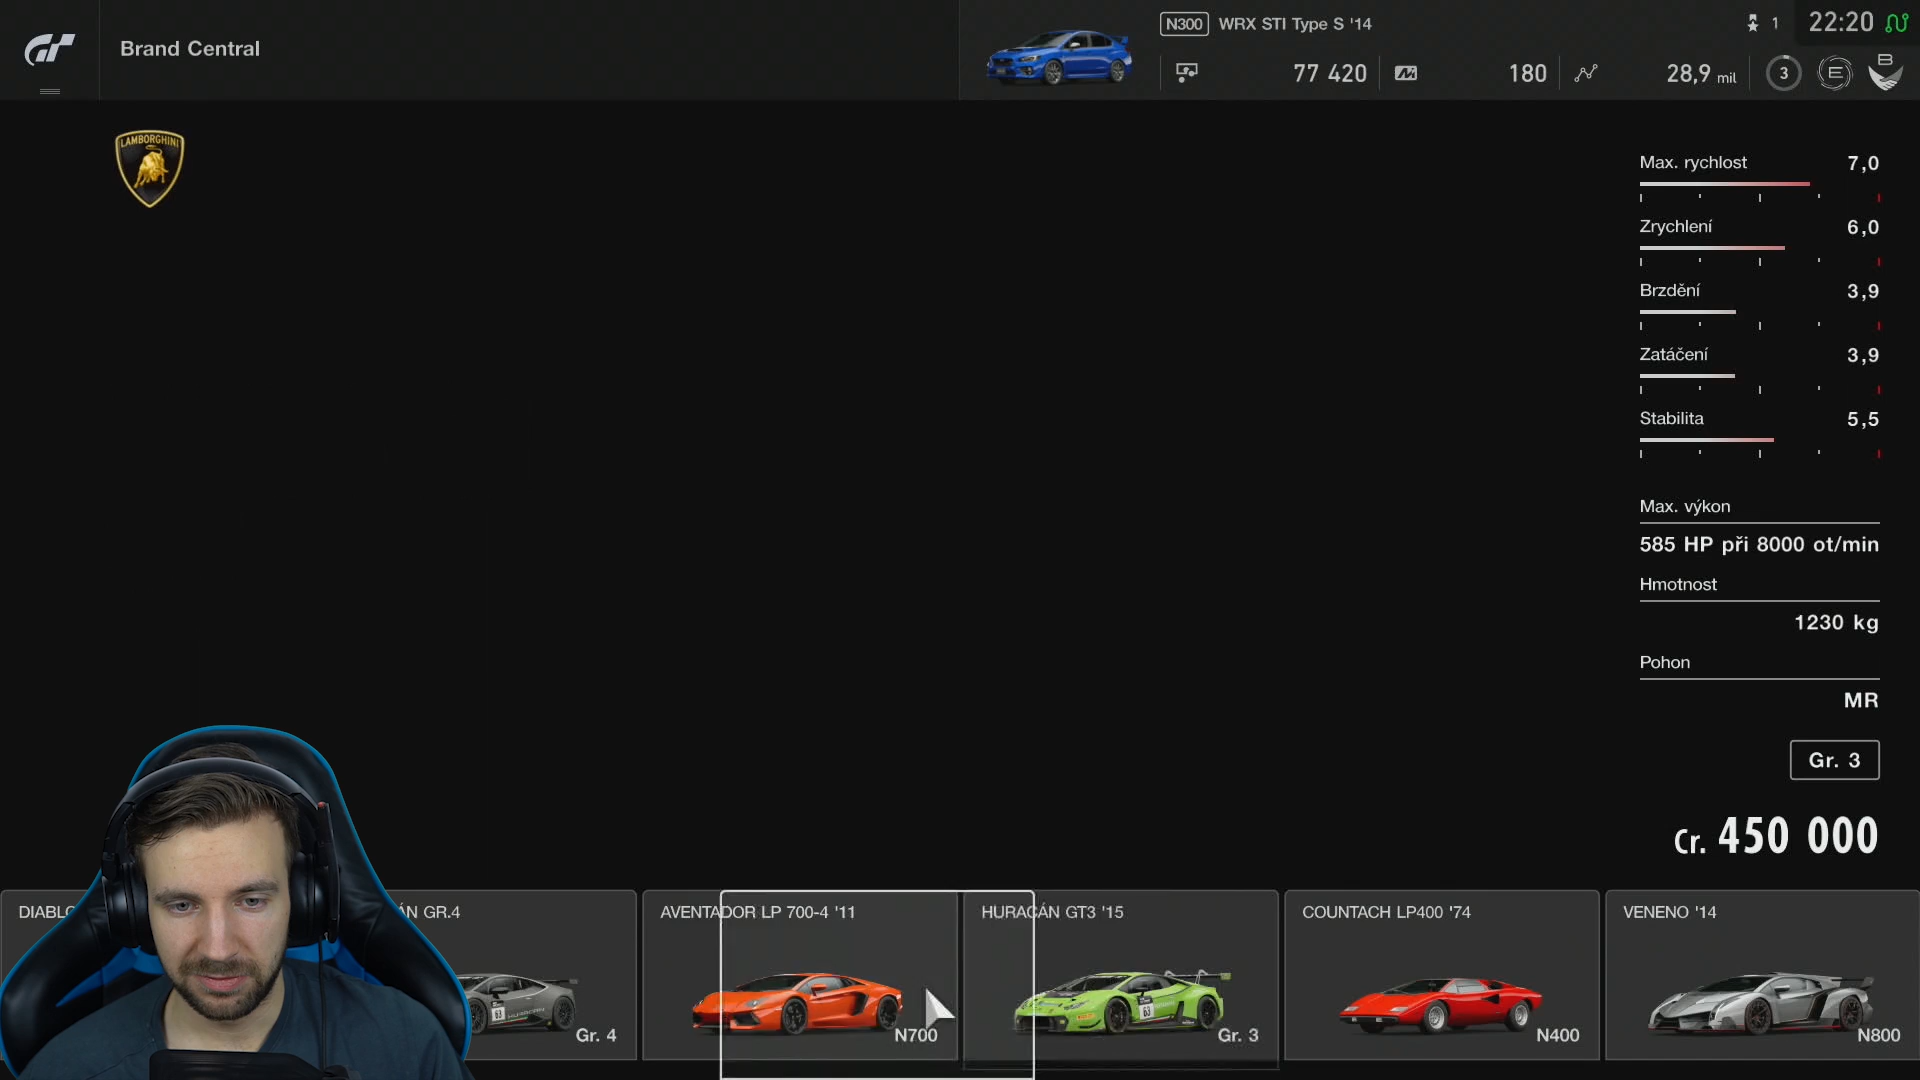 Brand Central
N300 WRX STI Type S '14
1
22:20
77 420
180
28,9 mil
3
E
B
LAMBORGHINI
Max. rychlost 7,0
Zrychlení 6,0
Brzdění 3,9
Zatáčení 3,9
Stabilita 5,5
Max. výkon
585 HP při 8000 ot/min
Hmotnost
1230 kg
Pohon
MR
Gr. 3
Cr. 450 000
DIABLO
ÁN GR.4
Gr. 4
AVENTADOR LP 700-4 '11
N700
HURACÁN GT3 '15
Gr. 3
COUNTACH LP400 '74
N400
VENENO '14
N800